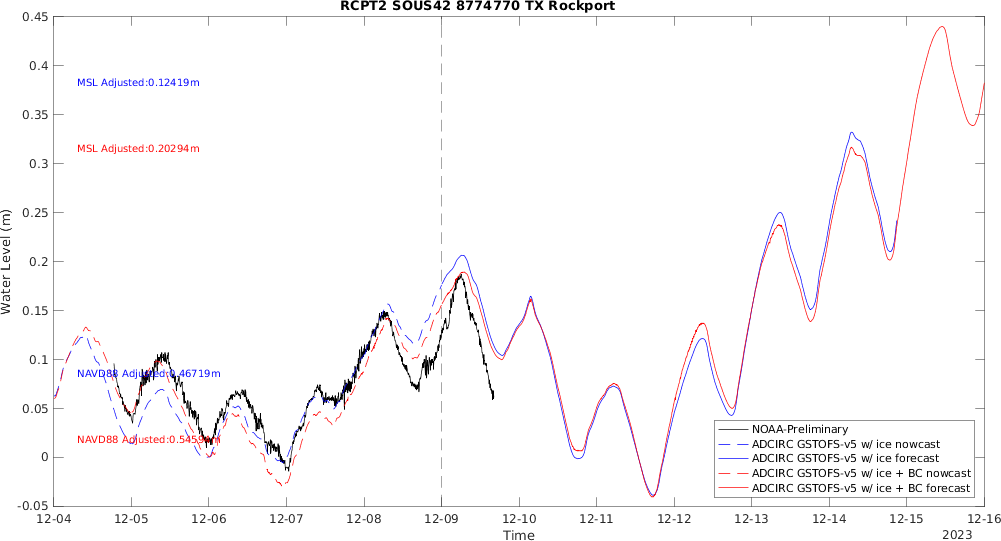 RCPT2 SOUS42 8774770 TX Rockport
0.45
0.4
0.35
0.3
0.25
0.2
0.15
0.1
0.05
0
-0.05
Water Level (m)
MSL Adjusted:0.12419m
MSL Adjusted:0.20294m
NAVD88 Adjusted:0.46719m
NAVD88 Adjusted:0.54594m
NOAA-Preliminary
ADCIRC GSTOFS-v5 w/ ice nowcast
ADCIRC GSTOFS-v5 w/ ice forecast
ADCIRC GSTOFS-v5 w/ ice + BC nowcast
ADCIRC GSTOFS-v5 w/ ice + BC forecast
12-04 12-05 12-06 12-07 12-08 12-09 12-10 12-11 12-12 12-13 12-14 12-15 12-16
Time
2023